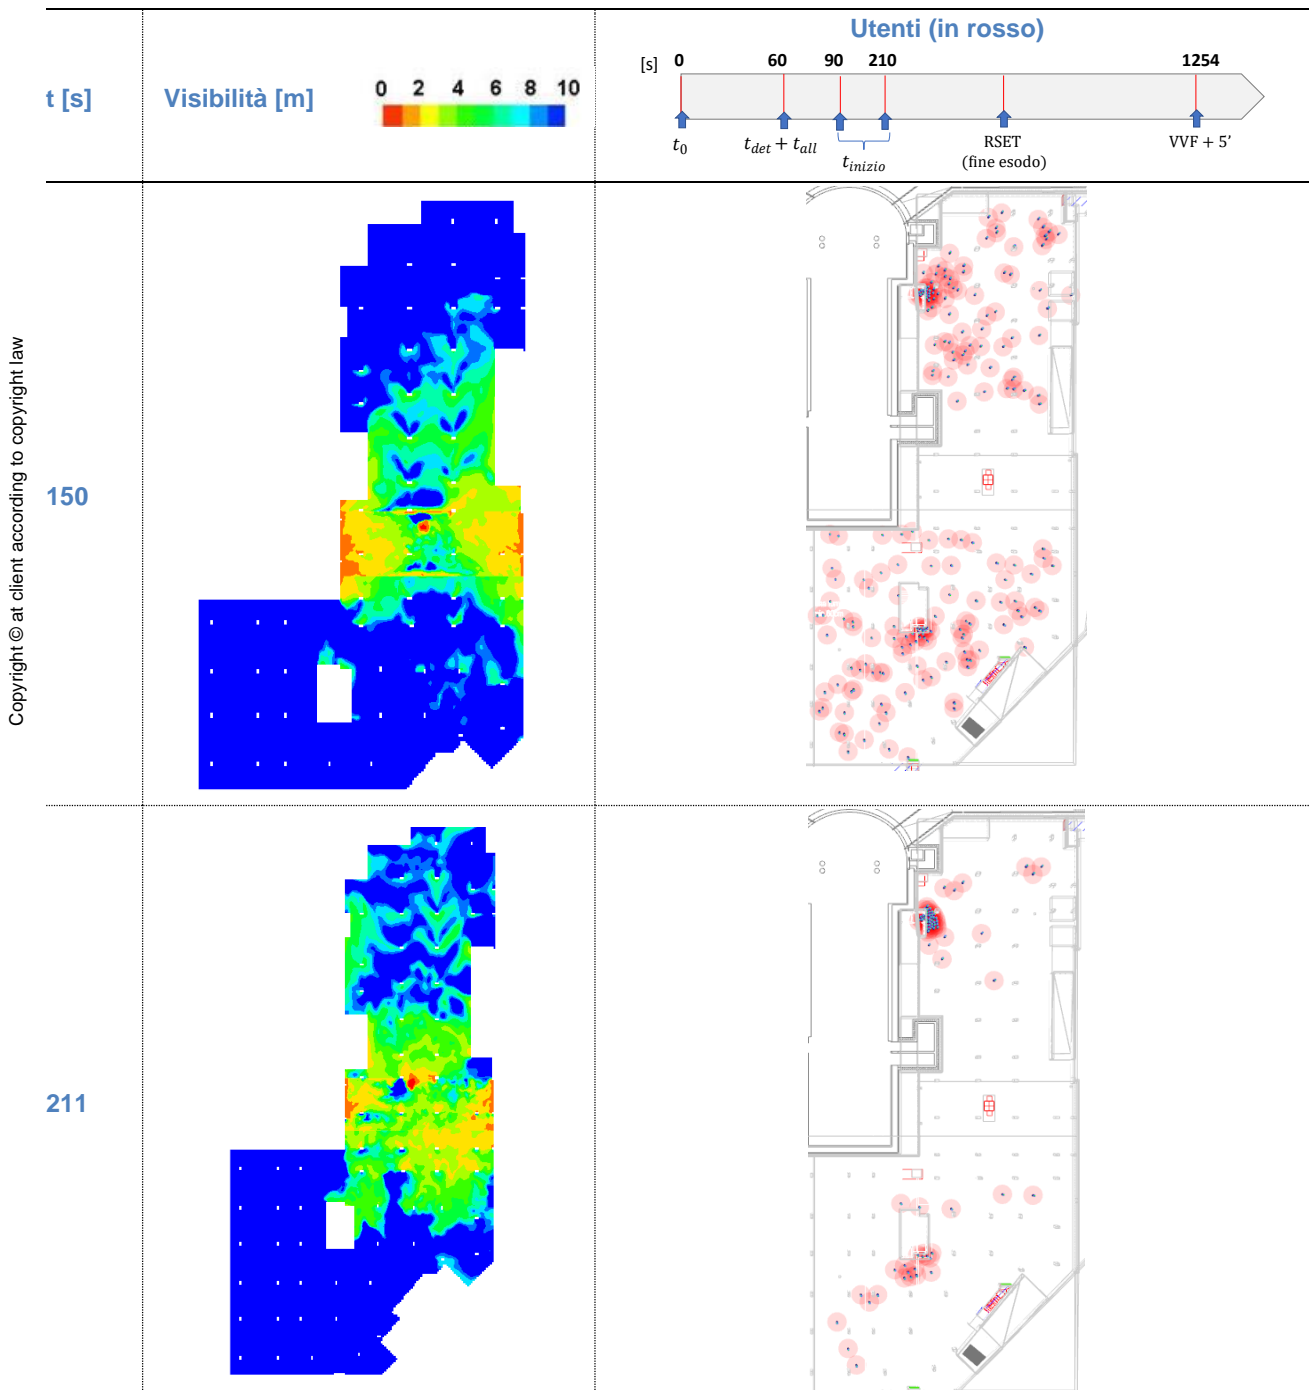 Utenti (in rosso)
[s] 0 60 90 210 1254
t [s] Visibilità [m] 0 2 4 6 8 10
t0 tdet + tall tinizio RSET (fine esodo) VVF + 5’
150
211
Copyright © at client according to copyright law